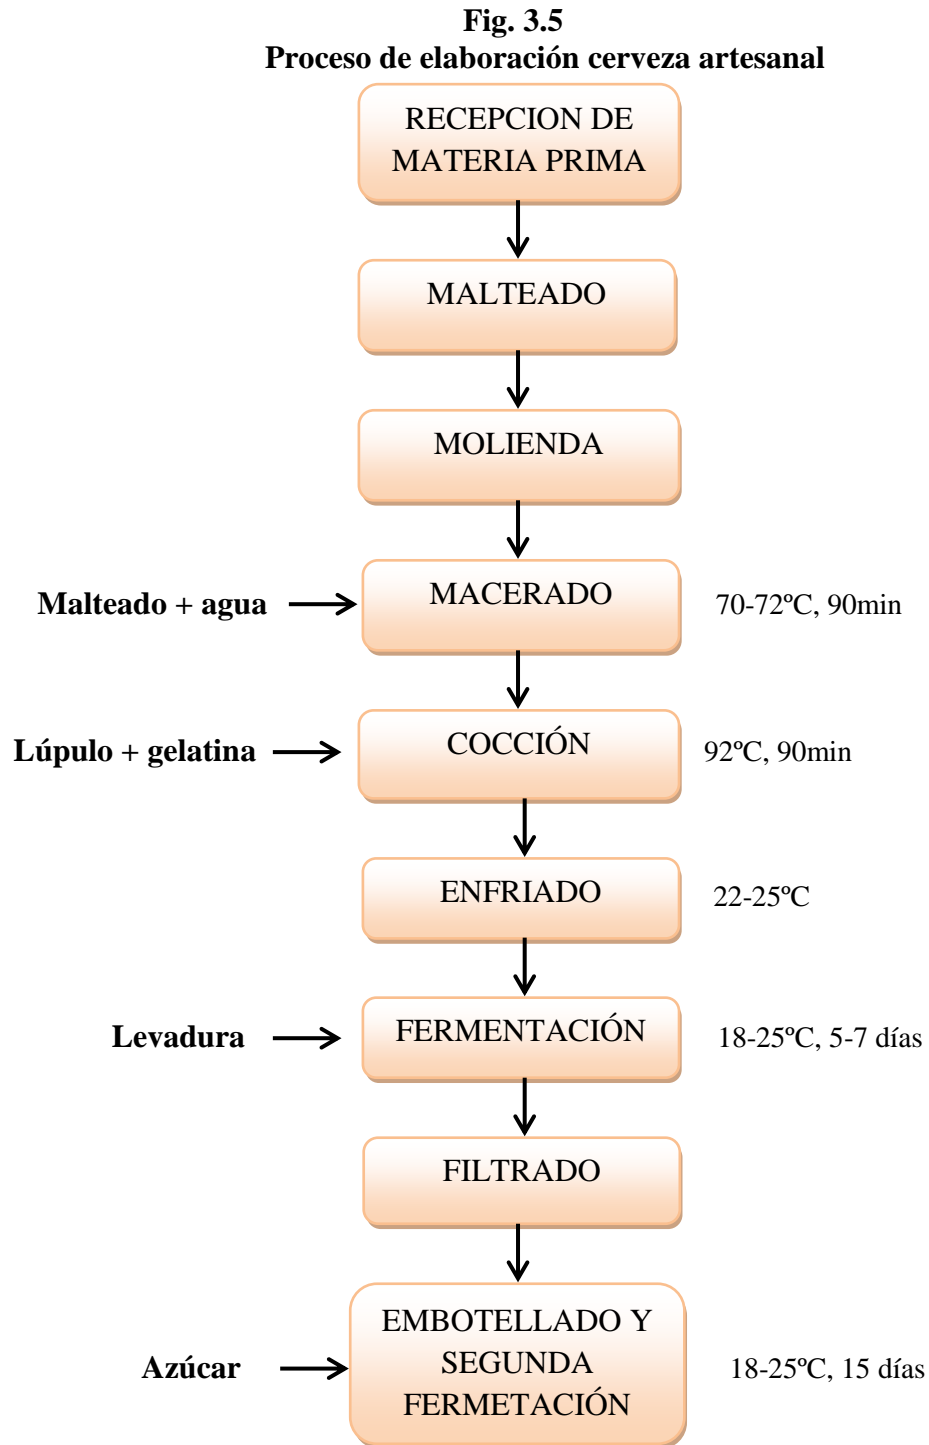 Fig. 3.5
Proceso de elaboración cerveza artesanal
RECEPCION DE
MATERIA PRIMA
MALTEADO
MOLIENDA
Malteado + agua
MACERADO
70-72ºC, 90min
Lúpulo + gelatina
COCCIÓN
92ºC, 90min
ENFRIADO
22-25ºC
Levadura
FERMENTACIÓN
18-25ºC, 5-7 días
FILTRADO
Azúcar
EMBOTELLADO Y
SEGUNDA
FERMETACIÓN
18-25ºC, 15 días